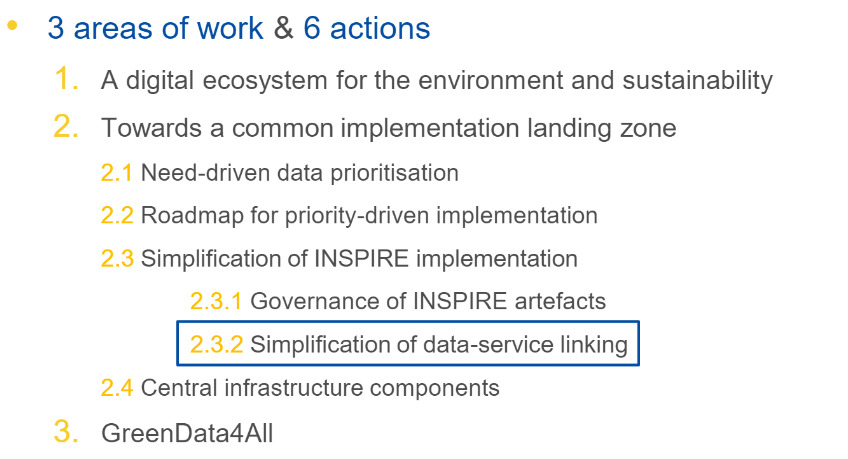 • 3 areas of work & 6 actions
1. A digital ecosystem for the environment and sustainability
2. Towards a common implementation landing zone
2.1 Need-driven data prioritisation
2.2 Roadmap for priority-driven implementation
2.3 Simplification of INSPIRE implementation
2.3.1 Governance of INSPIRE artefacts
2.3.2 Simplification of data-service linking
2.4 Central infrastructure components
3. GreenData4All